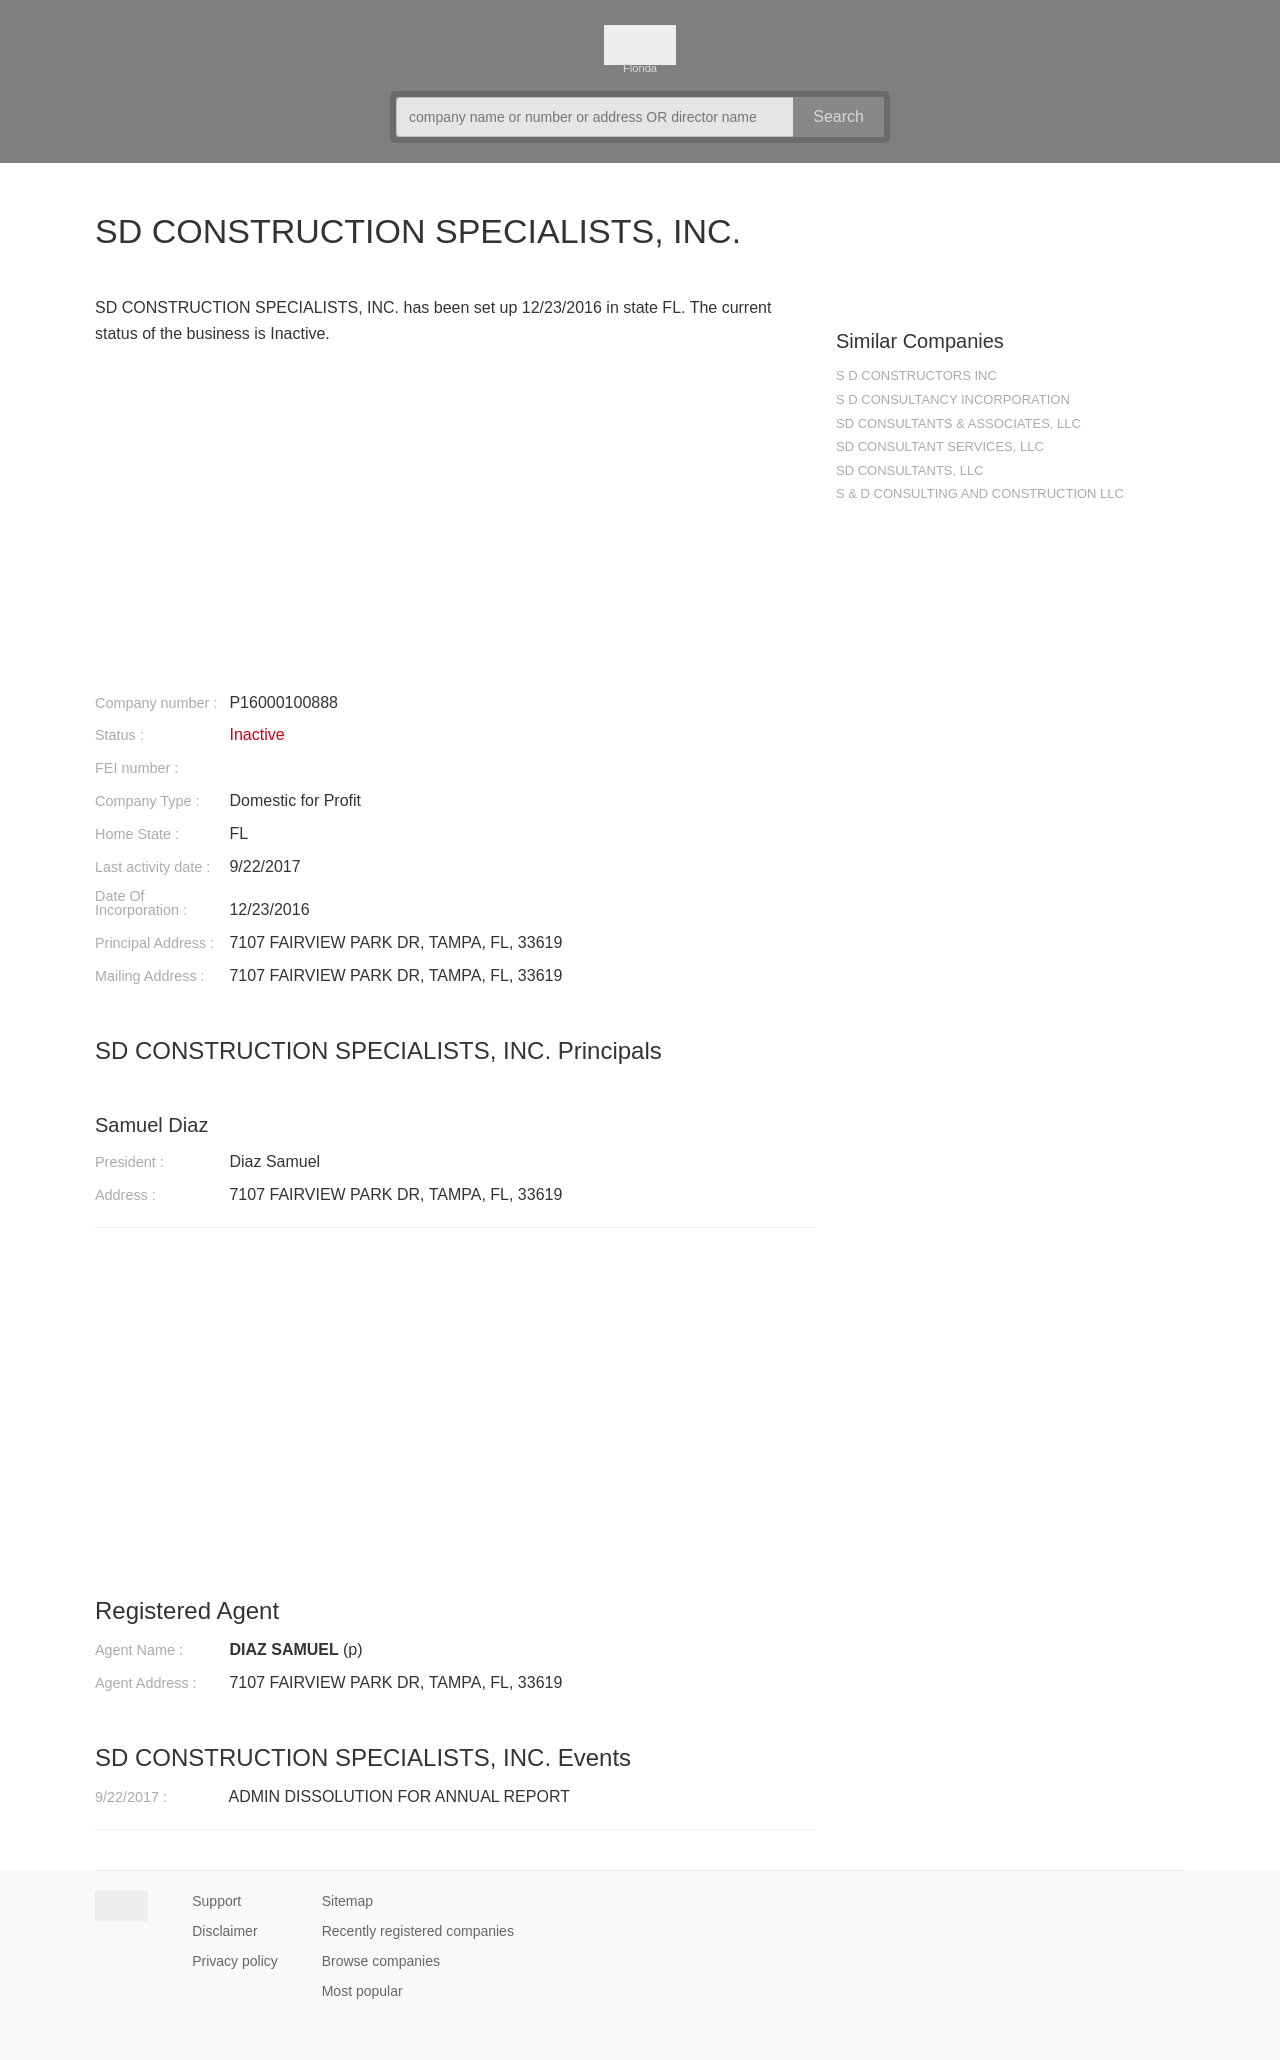 Florida
company name or number or address OR director name
Search
SD CONSTRUCTION SPECIALISTS, INC.
SD CONSTRUCTION SPECIALISTS, INC. has been set up 12/23/2016 in state FL. The current
status of the business is Inactive.
Similar Companies
S D CONSTRUCTORS INC
S D CONSULTANCY INCORPORATION
SD CONSULTANTS & ASSOCIATES, LLC
SD CONSULTANT SERVICES, LLC
SD CONSULTANTS, LLC
S & D CONSULTING AND CONSTRUCTION LLC
Company number : P16000100888
Status : Inactive
FEI number :
Company Type : Domestic for Profit
Home State : FL
Last activity date : 9/22/2017
Date Of
Incorporation : 12/23/2016
Principal Address : 7107 FAIRVIEW PARK DR, TAMPA, FL, 33619
Mailing Address : 7107 FAIRVIEW PARK DR, TAMPA, FL, 33619
SD CONSTRUCTION SPECIALISTS, INC. Principals
Samuel Diaz
President : Diaz Samuel
Address : 7107 FAIRVIEW PARK DR, TAMPA, FL, 33619
Registered Agent
Agent Name : DIAZ SAMUEL (p)
Agent Address : 7107 FAIRVIEW PARK DR, TAMPA, FL, 33619
SD CONSTRUCTION SPECIALISTS, INC. Events
9/22/2017 : ADMIN DISSOLUTION FOR ANNUAL REPORT
Support
Disclaimer
Privacy policy
Sitemap
Recently registered companies
Browse companies
Most popular